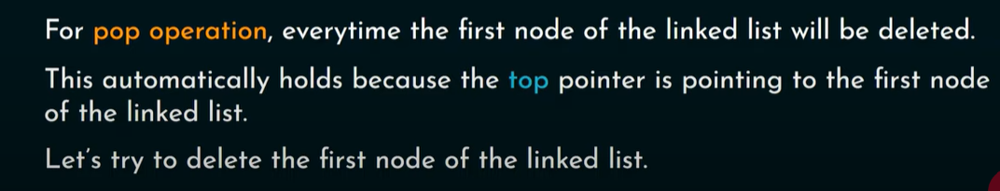 For pop operation, everytime the first node of the linked list will be deleted.
This automatically holds because the top pointer is pointing to the first node
of the linked list.
Let's try to delete the first node of the linked list.